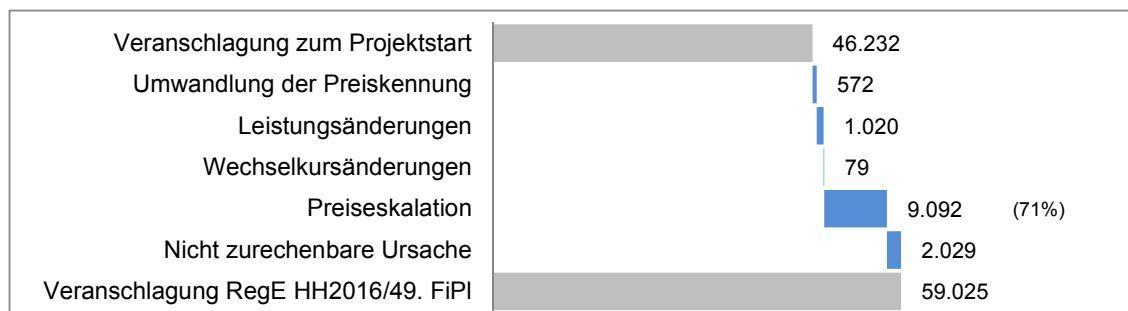 Veranschlagung zum Projektstart 46.232
Umwandlung der Preiskennung 572
Leistungsänderungen 1.020
Wechselkursänderungen 79
Preiseskalation 9.092 (71%)
Nicht zurechenbare Ursache 2.029
Veranschlagung RegE HH2016/49. FiPl 59.025